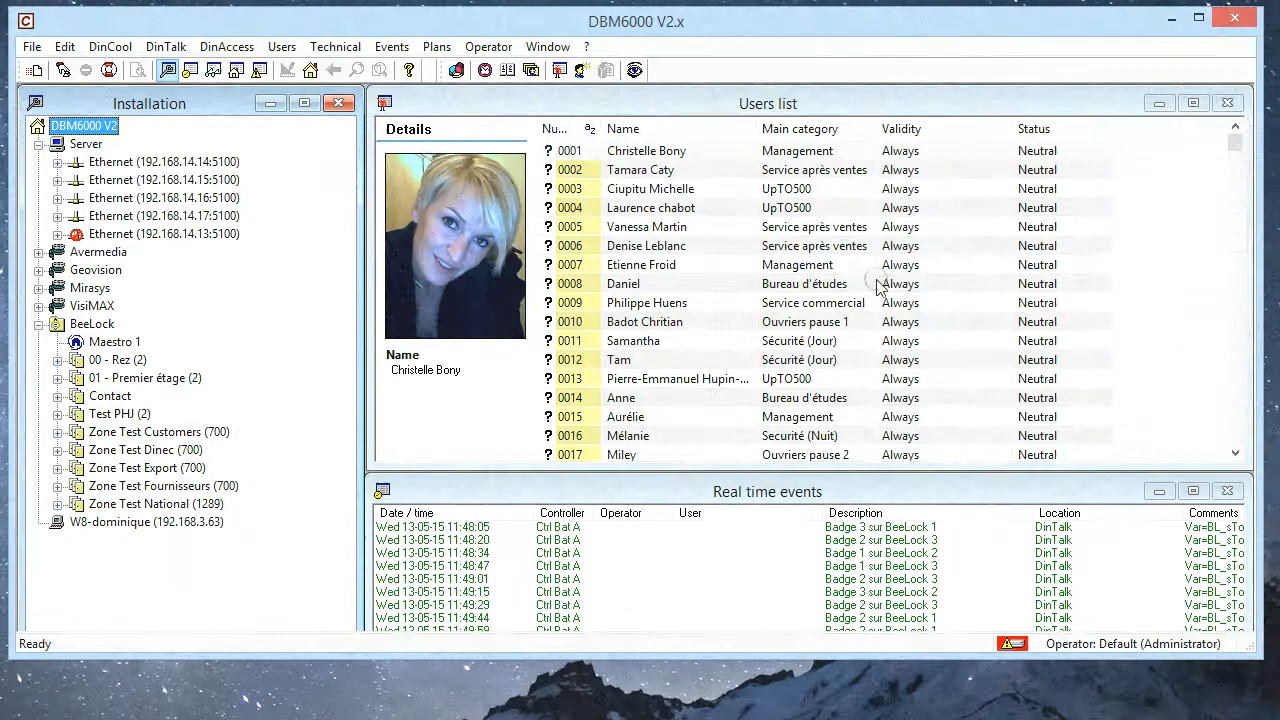 DBM6000 V2.x
File Edit DinCool DinTalk DinAccess Users Technical Events Plans Operator Window ?
Installation
DBM6000 V2
Server
Ethernet (192.168.14.14:5100)
Ethernet (192.168.14.15:5100)
Ethernet (192.168.14.16:5100)
Ethernet (192.168.14.17:5100)
Ethernet (192.168.14.13:5100)
Avermedia
Geovision
Mirasys
VisiMAX
BeeLock
Maestro 1
00 - Rez (2)
01 - Premier étage (2)
Contact
Test PHJ (2)
Zone Test Customers (700)
Zone Test Dinec (700)
Zone Test Export (700)
Zone Test Fournisseurs (700)
Zone Test National (1289)
W8-dominique (192.168.3.63)
Users list
Details
Name
Christelle Bony
Nu... Name Main category Validity Status
? 0001 Christelle Bony Management Always Neutral
? 0002 Tamara Caty Service après ventes Always Neutral
? 0003 Ciupitu Michelle UpTO500 Always Neutral
? 0004 Laurence chabot UpTO500 Always Neutral
? 0005 Vanessa Martin Service après ventes Always Neutral
? 0006 Denise Leblanc Service après ventes Always Neutral
? 0007 Etienne Froid Management Always Neutral
? 0008 Daniel Bureau d'études Always Neutral
? 0009 Philippe Huens Service commercial Always Neutral
? 0010 Badot Chritian Ouvriers pause 1 Always Neutral
? 0011 Samantha Sécurité (Jour) Always Neutral
? 0012 Tam Sécurité (Jour) Always Neutral
? 0013 Pierre-Emmanuel Hupin-... UpTO500 Always Neutral
? 0014 Anne Bureau d'études Always Neutral
? 0015 Aurélie Management Always Neutral
? 0016 Mélanie Securité (Nuit) Always Neutral
? 0017 Miley Ouvriers pause 2 Always Neutral
Real time events
Date / time Controller Operator User Description Location Comments
Wed 13-05-15 11:48:05 Ctrl Bat A Badge 3 sur BeeLock 1 DinTalk Var=BL_sTo
Wed 13-05-15 11:48:20 Ctrl Bat A Badge 2 sur BeeLock 3 DinTalk Var=BL_sTo
Wed 13-05-15 11:48:34 Ctrl Bat A Badge 1 sur BeeLock 2 DinTalk Var=BL_sTo
Wed 13-05-15 11:48:47 Ctrl Bat A Badge 1 sur BeeLock 3 DinTalk Var=BL_sTo
Wed 13-05-15 11:49:01 Ctrl Bat A Badge 2 sur BeeLock 3 DinTalk Var=BL_sTo
Wed 13-05-15 11:49:15 Ctrl Bat A Badge 3 sur BeeLock 2 DinTalk Var=BL_sTo
Wed 13-05-15 11:49:29 Ctrl Bat A Badge 2 sur BeeLock 3 DinTalk Var=BL_sTo
Wed 13-05-15 11:49:44 Ctrl Bat A Badge 2 sur BeeLock 1 DinTalk Var=BL_sTo
Wed 13-05-15 11:49:59 Ctrl Bat A Badge 1 sur BeeLock 1 DinTalk Var=BL_sTo
Ready
Operator: Default (Administrator)